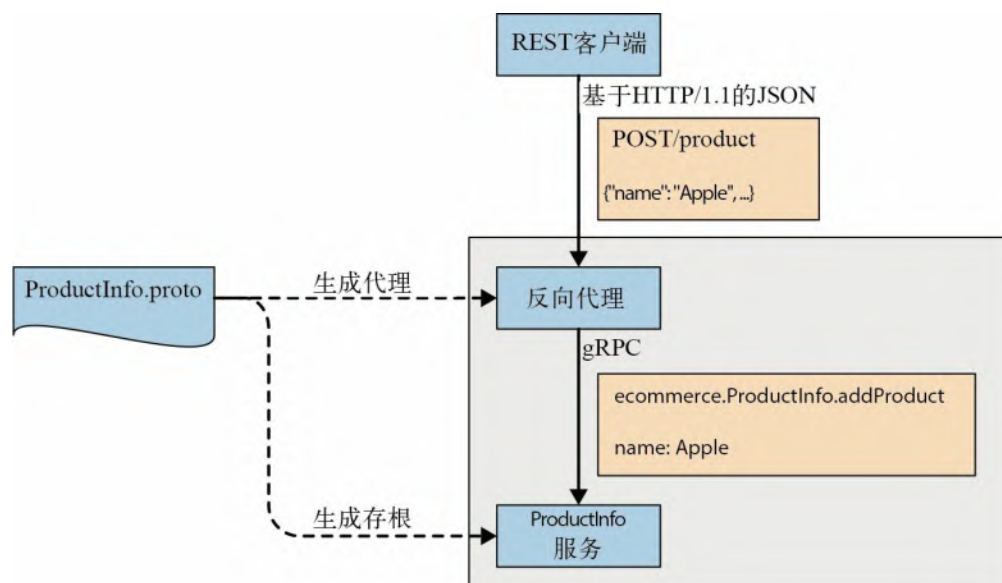 REST客户端
基于HTTP/1.1的JSON
POST/product
{"name": "Apple", ...}
ProductInfo.proto
生成代理
反向代理
gRPC
ecommerce.ProductInfo.addProduct
name: Apple
生成存根
ProductInfo
服务